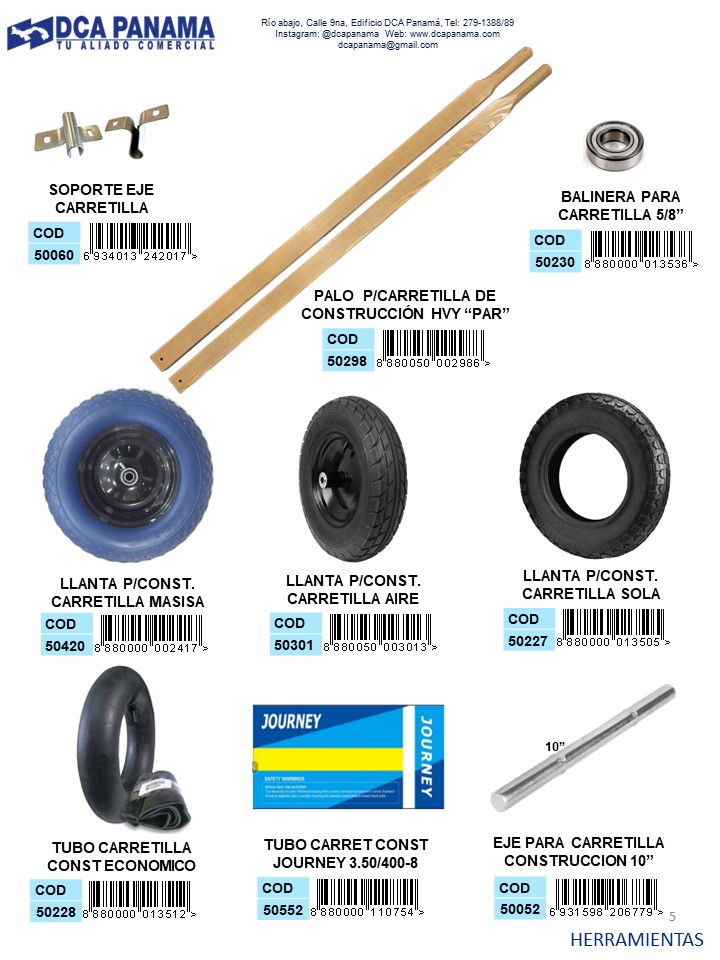 DCA PANAMA
TU ALIADO COMERCIAL
Río abajo, Calle 9na, Edificio DCA Panamá, Tel: 279-1388/89
Instagram: @dcapanama Web: www.dcapanama.com
dcapanama@gmail.com
SOPORTE EJE
CARRETILLA
COD
50060
6 934013 242017 >
BALINERA PARA
CARRETILLA 5/8”
COD
50230
8 880000 013536 >
PALO P/CARRETILLA DE
CONSTRUCCIÓN HVY “PAR”
COD
50298
8 880050 002986 >
LLANTA P/CONST.
CARRETILLA MASISA
COD
50420
8 880000 002417 >
LLANTA P/CONST.
CARRETILLA AIRE
COD
50301
8 880050 003013 >
LLANTA P/CONST.
CARRETILLA SOLA
COD
50227
8 880000 013505 >
TUBO CARRETILLA
CONST ECONOMICO
COD
50228
8 880000 013512 >
JOURNEY
JOURNEY
SAFETY WARNINGS
TUBO CARRET CONST
JOURNEY 3.50/400-8
COD
50552
8 880000 110754 >
10”
EJE PARA CARRETILLA
CONSTRUCCION 10”
COD
50052
6 931598 206779 >
5
HERRAMIENTAS